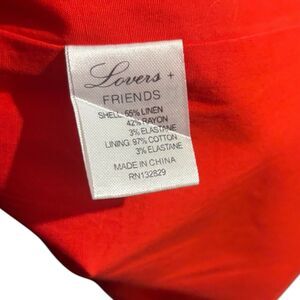 Lovers +
FRIENDS
SHELL: 55% LINEN
42% RAYON
3% ELASTANE
LINING: 97% COTTON
3% ELASTANE
MADE IN CHINA
RN132829